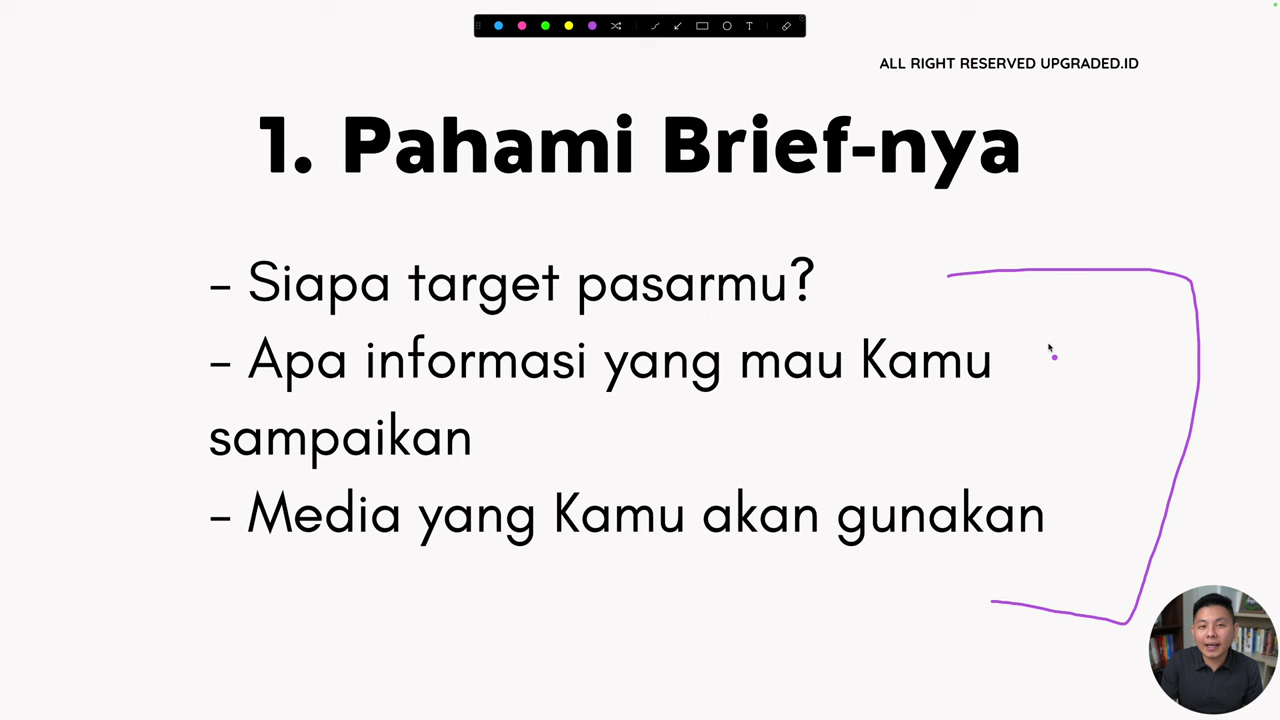 ALL RIGHT RESERVED UPGRADED.ID
1. Pahami Brief-nya
- Siapa target pasarmu?
- Apa informasi yang mau Kamu
sampaikan
- Media yang Kamu akan gunakan